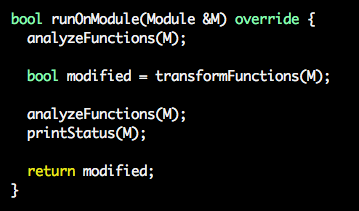 bool runOnModule(Module &M) override {
  analyzeFunctions(M);

  bool modified = transformFunctions(M);

  analyzeFunctions(M);
  printStatus(M);

  return modified;
}